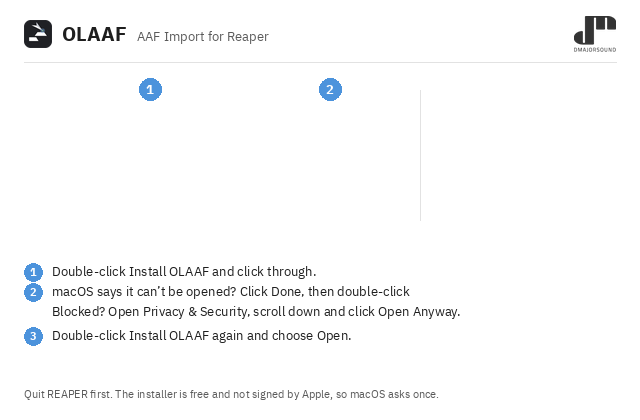 OLAAF AAF Import for Reaper
DMAJORSOUND
1 2
1 Double-click Install OLAAF and click through.
2 macOS says it can’t be opened? Click Done, then double-click
Blocked? Open Privacy & Security, scroll down and click Open Anyway.
3 Double-click Install OLAAF again and choose Open.
Quit REAPER first. The installer is free and not signed by Apple, so macOS asks once.